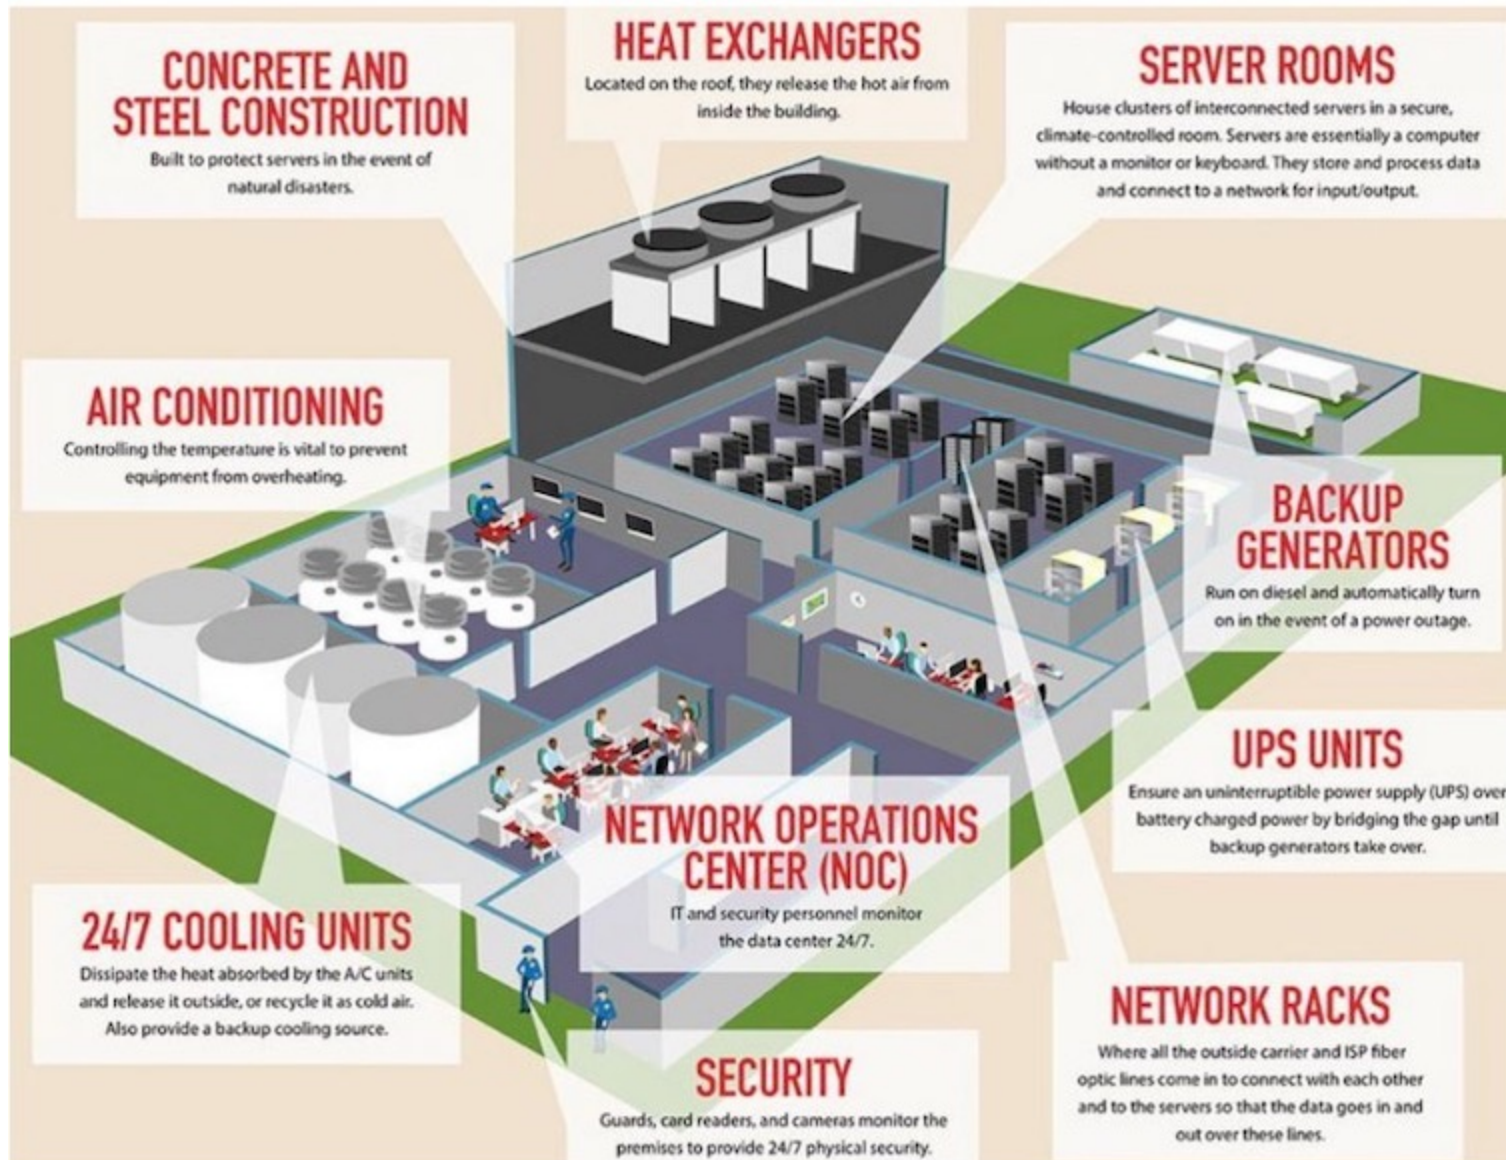 CONCRETE AND
STEEL CONSTRUCTION
Built to protect servers in the event of
natural disasters.
HEAT EXCHANGERS
Located on the roof, they release the hot air from
inside the building.
SERVER ROOMS
House clusters of interconnected servers in a secure,
climate-controlled room. Servers are essentially a computer
without a monitor or keyboard. They store and process data
and connect to a network for input/output.
AIR CONDITIONING
Controlling the temperature is vital to prevent
equipment from overheating.
BACKUP
GENERATORS
Run on diesel and automatically turn
on in the event of a power outage.
UPS UNITS
Ensure an uninterruptible power supply (UPS) over
battery charged power by bridging the gap until
backup generators take over.
NETWORK OPERATIONS
CENTER (NOC)
IT and security personnel monitor
the data center 24/7.
24/7 COOLING UNITS
Dissipate the heat absorbed by the A/C units
and release it outside, or recycle it as cold air.
Also provide a backup cooling source.
SECURITY
Guards, card readers, and cameras monitor the
premises to provide 24/7 physical security.
NETWORK RACKS
Where all the outside carrier and ISP fiber
optic lines come in to connect with each other
and to the servers so that the data goes in and
out over these lines.